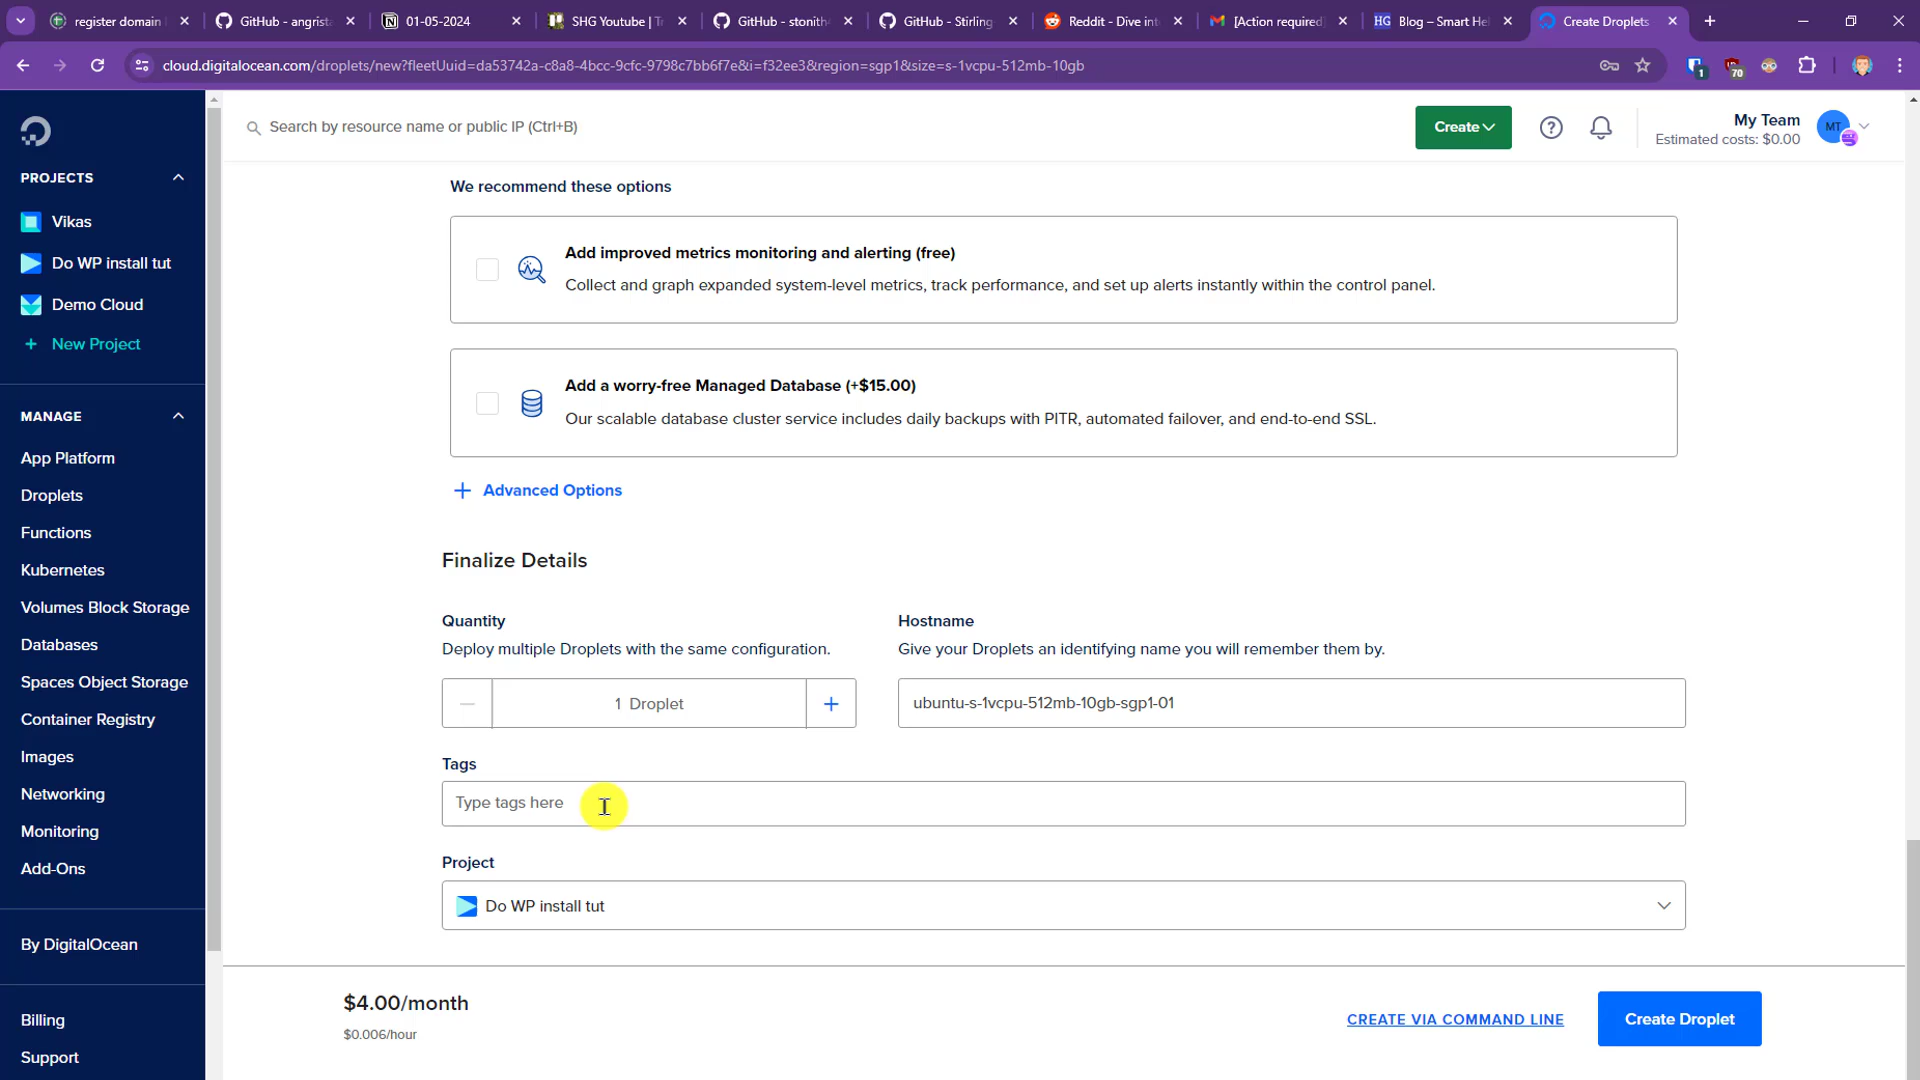 register domain
GitHub - angrista
01-05-2024
SHG Youtube | Tr
GitHub - stonith4
GitHub - Stirling
Reddit - Dive int
[Action required]
HG
Blog – Smart Hel
Create Droplets
cloud.digitalocean.com/droplets/new?fleetUuid=da53742a-c8a8-4bcc-9cfc-9798c7bb6f7e&i=f32ee3&region=sgp1&size=s-1vcpu-512mb-10gb
1
70
Search by resource name or public IP (Ctrl+B)
Create
My Team
Estimated costs: $0.00
MT
PROJECTS
Vikas
Do WP install tut
Demo Cloud
+ New Project
MANAGE
App Platform
Droplets
Functions
Kubernetes
Volumes Block Storage
Databases
Spaces Object Storage
Container Registry
Images
Networking
Monitoring
Add-Ons
By DigitalOcean
Billing
Support
We recommend these options
Add improved metrics monitoring and alerting (free)
Collect and graph expanded system-level metrics, track performance, and set up alerts instantly within the control panel.
Add a worry-free Managed Database (+$15.00)
Our scalable database cluster service includes daily backups with PITR, automated failover, and end-to-end SSL.
+ Advanced Options
Finalize Details
Quantity
Deploy multiple Droplets with the same configuration.
1 Droplet
Hostname
Give your Droplets an identifying name you will remember them by.
ubuntu-s-1vcpu-512mb-10gb-sgp1-01
Tags
Type tags here
Project
Do WP install tut
$4.00/month
$0.006/hour
CREATE VIA COMMAND LINE
Create Droplet